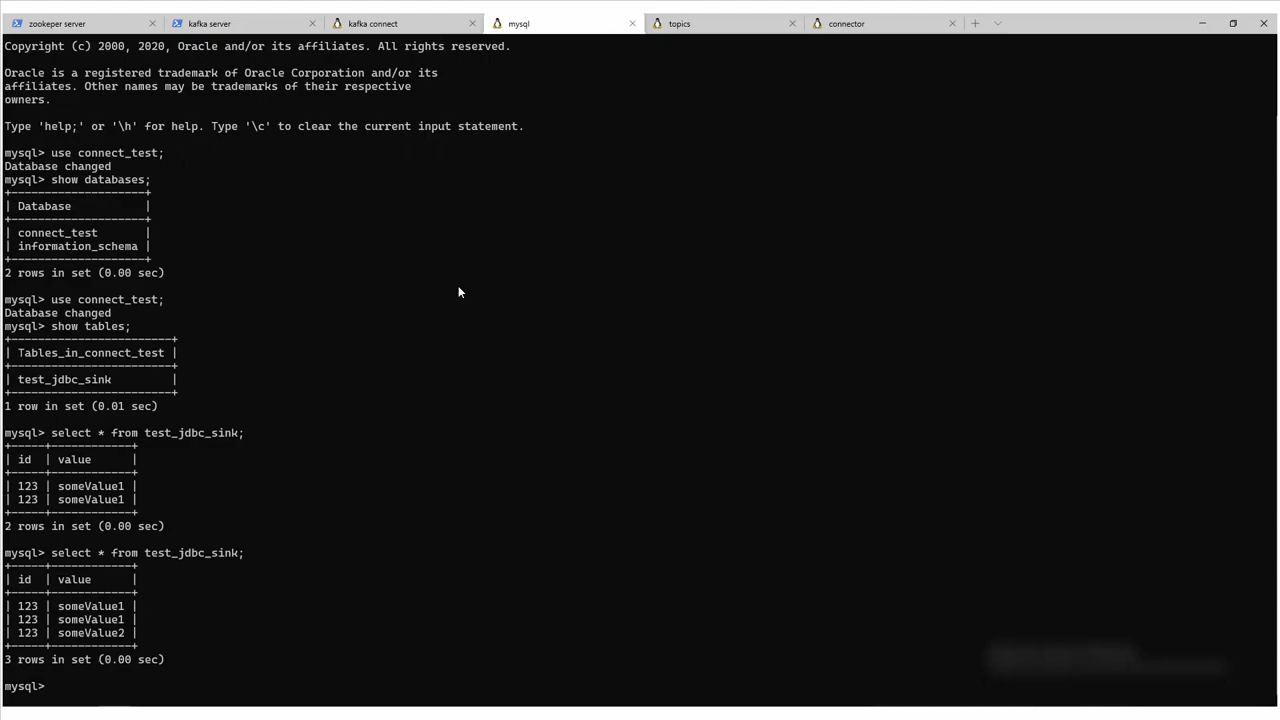 zookeper server
kafka server
kafka connect
mysql
topics
connector
Copyright (c) 2000, 2020, Oracle and/or its affiliates. All rights reserved.
Oracle is a registered trademark of Oracle Corporation and/or its
affiliates. Other names may be trademarks of their respective
owners.
Type 'help;' or '\h' for help. Type '\c' to clear the current input statement.
mysql> use connect_test;
Database changed
mysql> show databases;
+--------------------+
| Database           |
+--------------------+
| connect_test       |
| information_schema |
+--------------------+
2 rows in set (0.00 sec)
mysql> use connect_test;
Database changed
mysql> show tables;
+------------------------+
| Tables_in_connect_test |
+------------------------+
| test_jdbc_sink         |
+------------------------+
1 row in set (0.01 sec)
mysql> select * from test_jdbc_sink;
+-----+------------+
| id  | value      |
+-----+------------+
| 123 | someValue1 |
| 123 | someValue1 |
+-----+------------+
2 rows in set (0.00 sec)
mysql> select * from test_jdbc_sink;
+-----+------------+
| id  | value      |
+-----+------------+
| 123 | someValue1 |
| 123 | someValue1 |
| 123 | someValue2 |
+-----+------------+
3 rows in set (0.00 sec)
mysql>